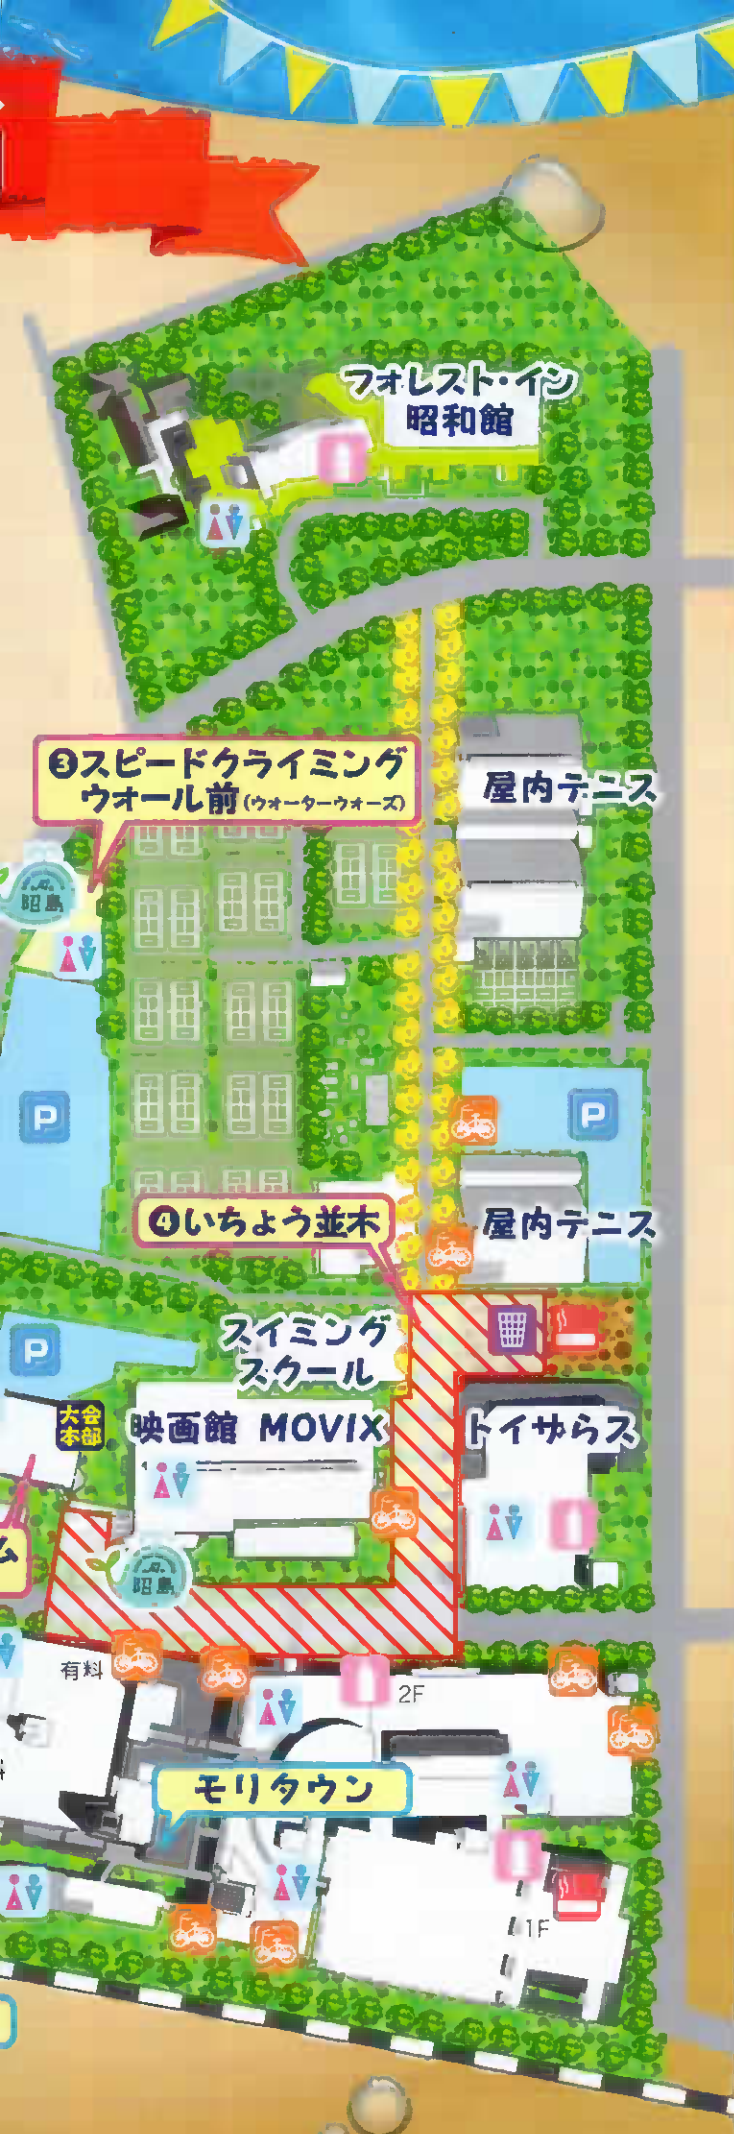 フォレスト・イン
昭和館
❸スピードクライミング
ウォール前(ウォーターウォーズ)
屋内テニス
昭島
P
P
❹いちょう並木
屋内テニス
スイミング
スクール
P
大会
本部
映画館 MOVIX
トイザらス
昭島
ム
有料
2F
モリタウン
1F